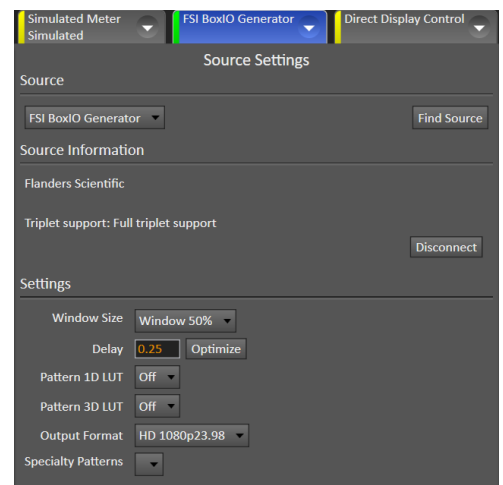 Simulated Meter
Simulated
FSI BoxIO Generator
Direct Display Control
Source Settings
Source
FSI BoxIO Generator
Find Source
Source Information
Flanders Scientific
Triplet support: Full triplet support
Disconnect
Settings
Window Size Window 50%
Delay 0.25 Optimize
Pattern 1D LUT Off
Pattern 3D LUT Off
Output Format HD 1080p23.98
Specialty Patterns